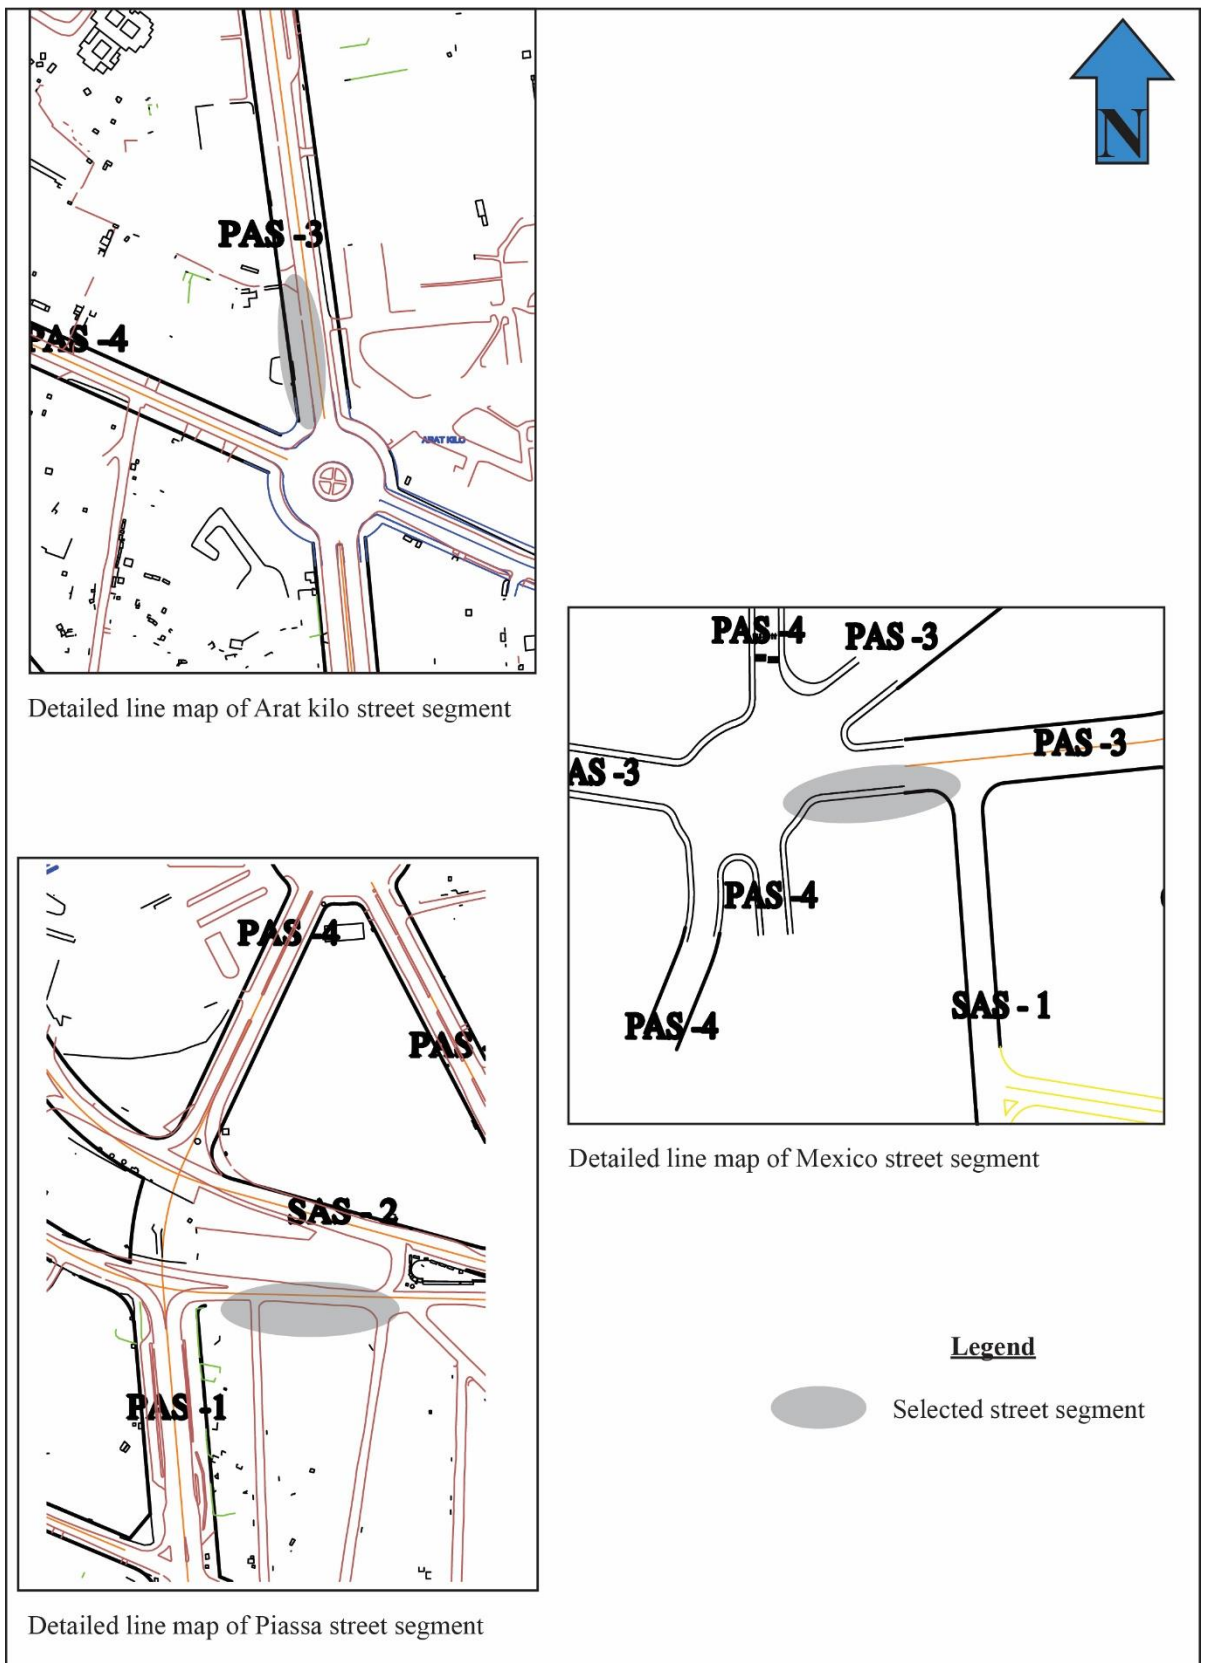 N
PAS -3
PAS -4
ARAT KILO
Detailed line map of Arat kilo street segment
PAS -4
PAS -3
PAS -3
AS -3
PAS -4
PAS -4
SAS - 1
Detailed line map of Mexico street segment
PAS -4
PAS -
SAS - 2
PAS -1
Detailed line map of Piassa street segment
Legend
Selected street segment